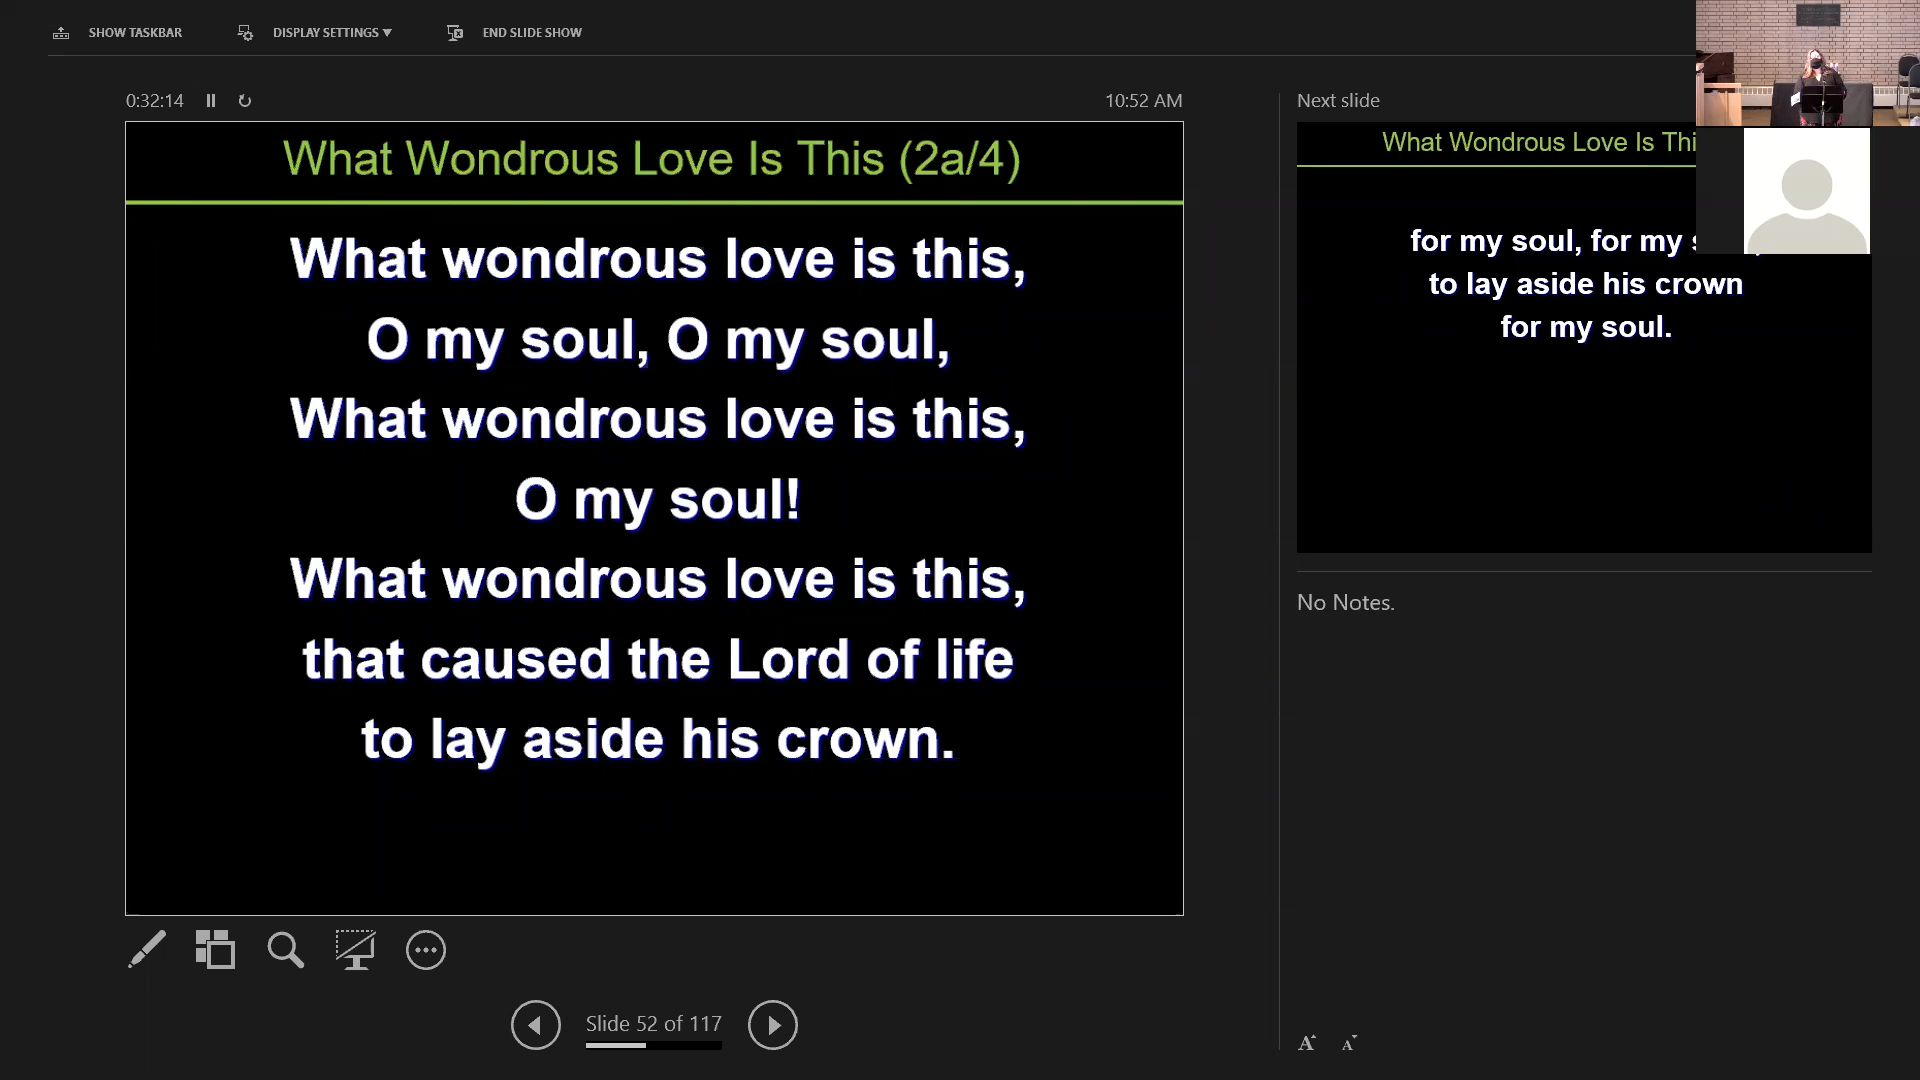 SHOW TASKBAR
DISPLAY SETTINGS ▼
END SLIDE SHOW
0:32:14
10:52 AM
What Wondrous Love Is This (2a/4)
What wondrous love is this,
O my soul, O my soul,
What wondrous love is this,
O my soul!
What wondrous love is this,
that caused the Lord of life
to lay aside his crown.
Slide 52 of 117
Next slide
What Wondrous Love Is Thi
for my soul, for my
to lay aside his crown
for my soul.
No Notes.
A A